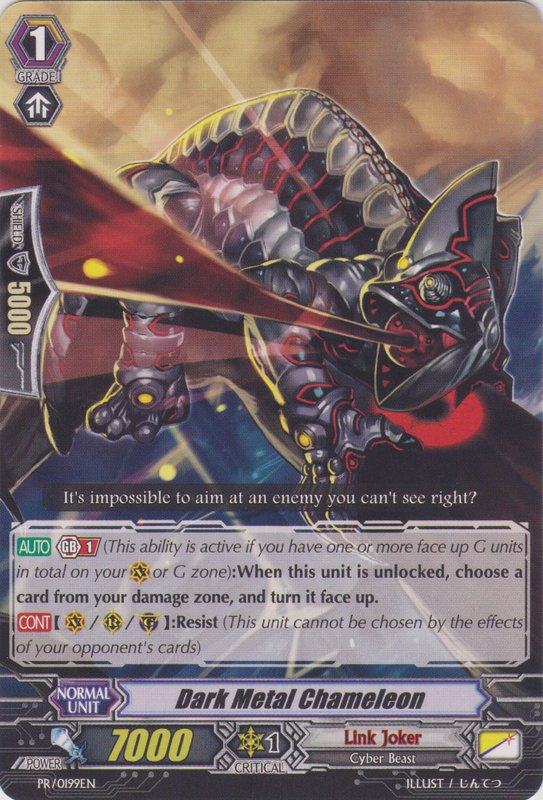 1
GRADE
SHIELD
5000
It's impossible to aim at an enemy you can't see right?
AUTO GB 1 (This ability is active if you have one or more face up G units
in total on your V or G zone):When this unit is unlocked, choose a
card from your damage zone, and turn it face up.
CONT [ V / R / G ]:Resist (This unit cannot be chosen by the effects
of your opponent's cards)
NORMAL
UNIT
Dark Metal Chameleon
POWER
7000
1
CRITICAL
Link Joker
Cyber Beast
PR/0199EN
ILLUST / じんてつ